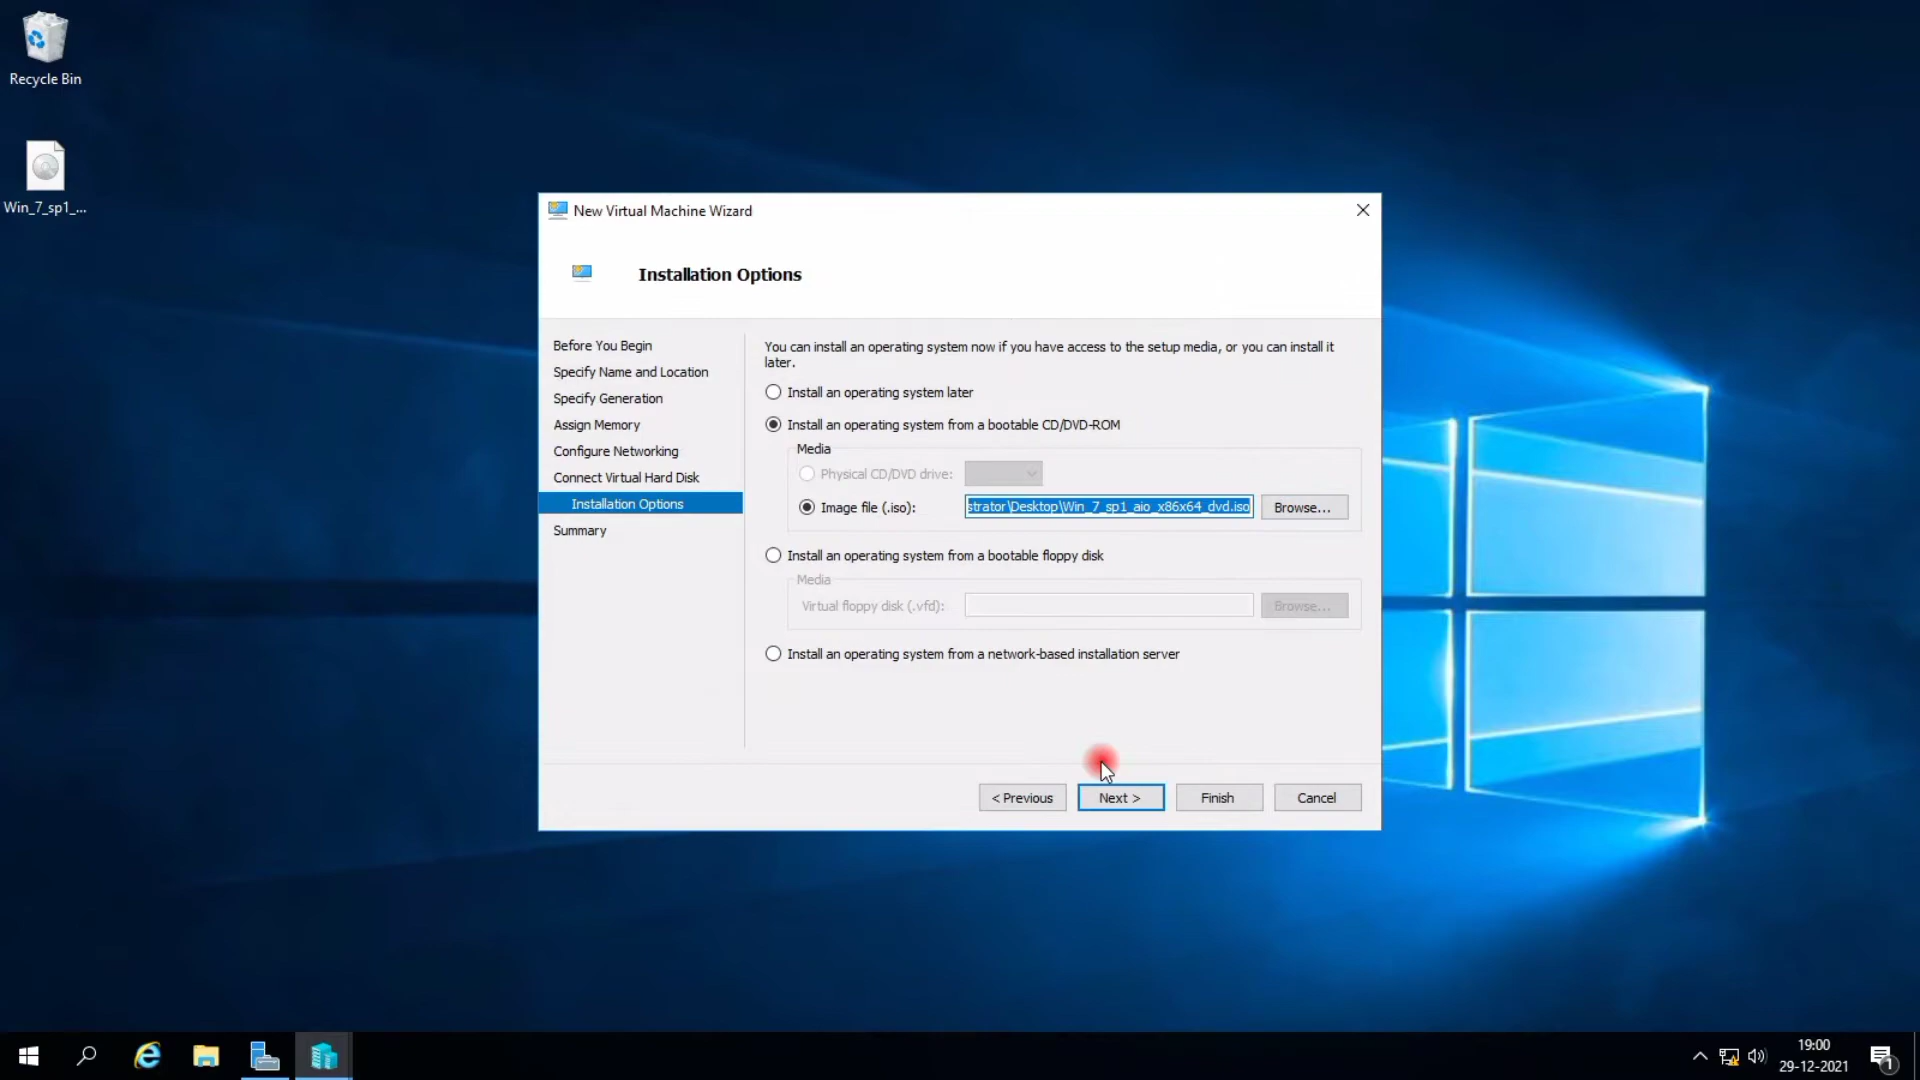 Recycle Bin
Win_7_sp1_...
New Virtual Machine Wizard
Installation Options
Before You Begin
Specify Name and Location
Specify Generation
Assign Memory
Configure Networking
Connect Virtual Hard Disk
Installation Options
Summary
You can install an operating system now if you have access to the setup media, or you can install it
later.
Install an operating system later
Install an operating system from a bootable CD/DVD-ROM
Media
Physical CD/DVD drive:
Image file (.iso):
strator\Desktop\Win_7_sp1_aio_x86x64_dvd.iso
Browse...
Install an operating system from a bootable floppy disk
Media
Virtual floppy disk (.vfd):
Browse...
Install an operating system from a network-based installation server
< Previous
Next >
Finish
Cancel
19:00
29-12-2021
1